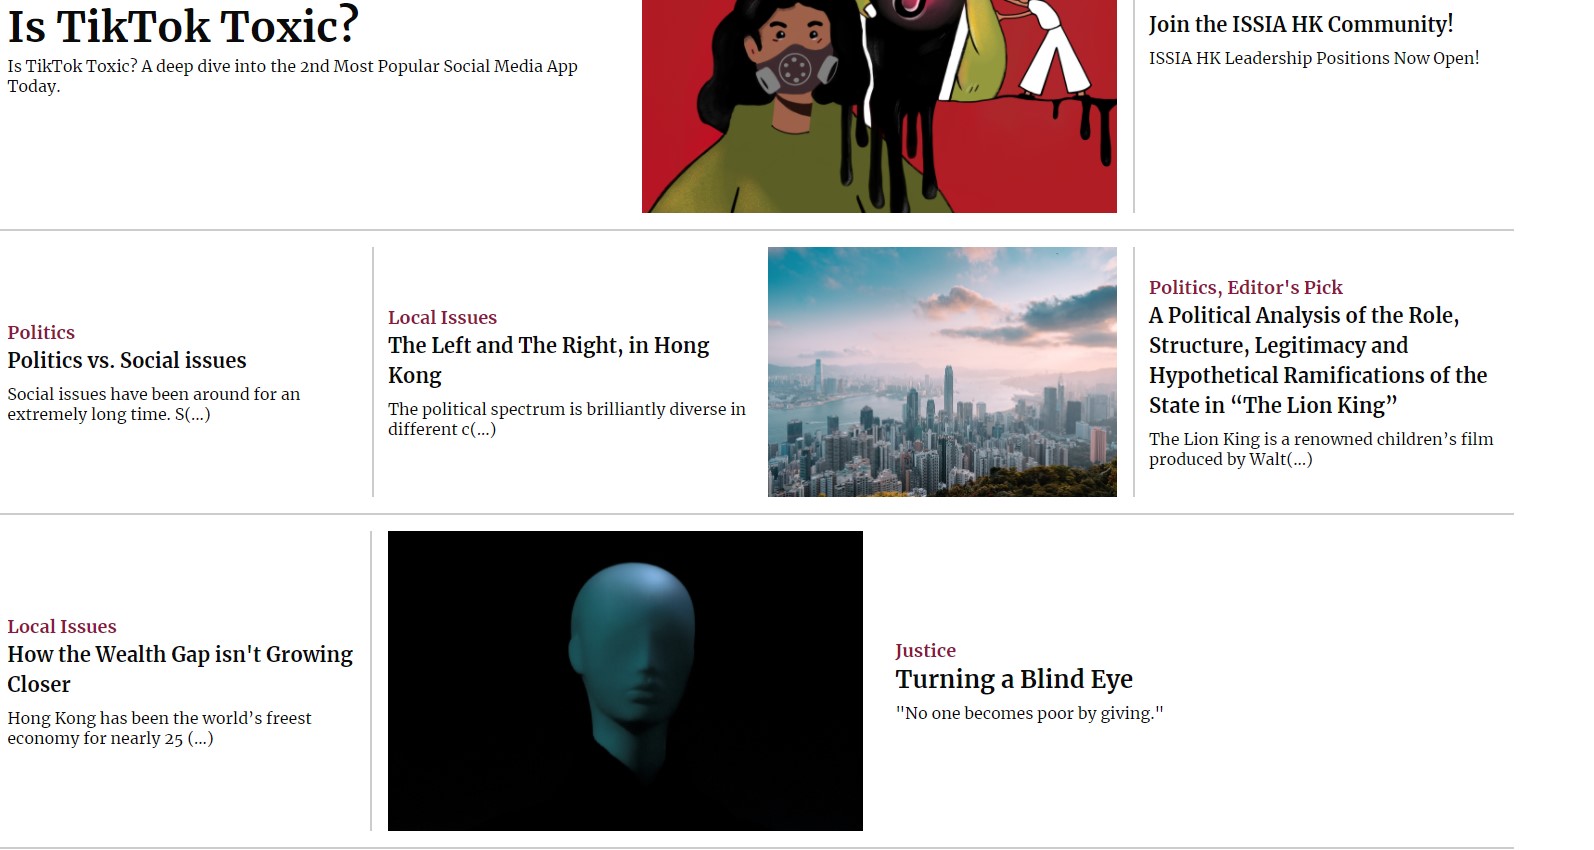 Is TikTok Toxic?
Is TikTok Toxic? A deep dive into the 2nd Most Popular Social Media App
Today.
Join the ISSIA HK Community!
ISSIA HK Leadership Positions Now Open!
Politics
Politics vs. Social issues
Social issues have been around for an
extremely long time. S(...)
Local Issues
The Left and The Right, in Hong
Kong
The political spectrum is brilliantly diverse in
different c(...)
Politics, Editor's Pick
A Political Analysis of the Role,
Structure, Legitimacy and
Hypothetical Ramifications of the
State in “The Lion King”
The Lion King is a renowned children’s film
produced by Walt(...)
Local Issues
How the Wealth Gap isn't Growing
Closer
Hong Kong has been the world’s freest
economy for nearly 25 (...)
Justice
Turning a Blind Eye
"No one becomes poor by giving."